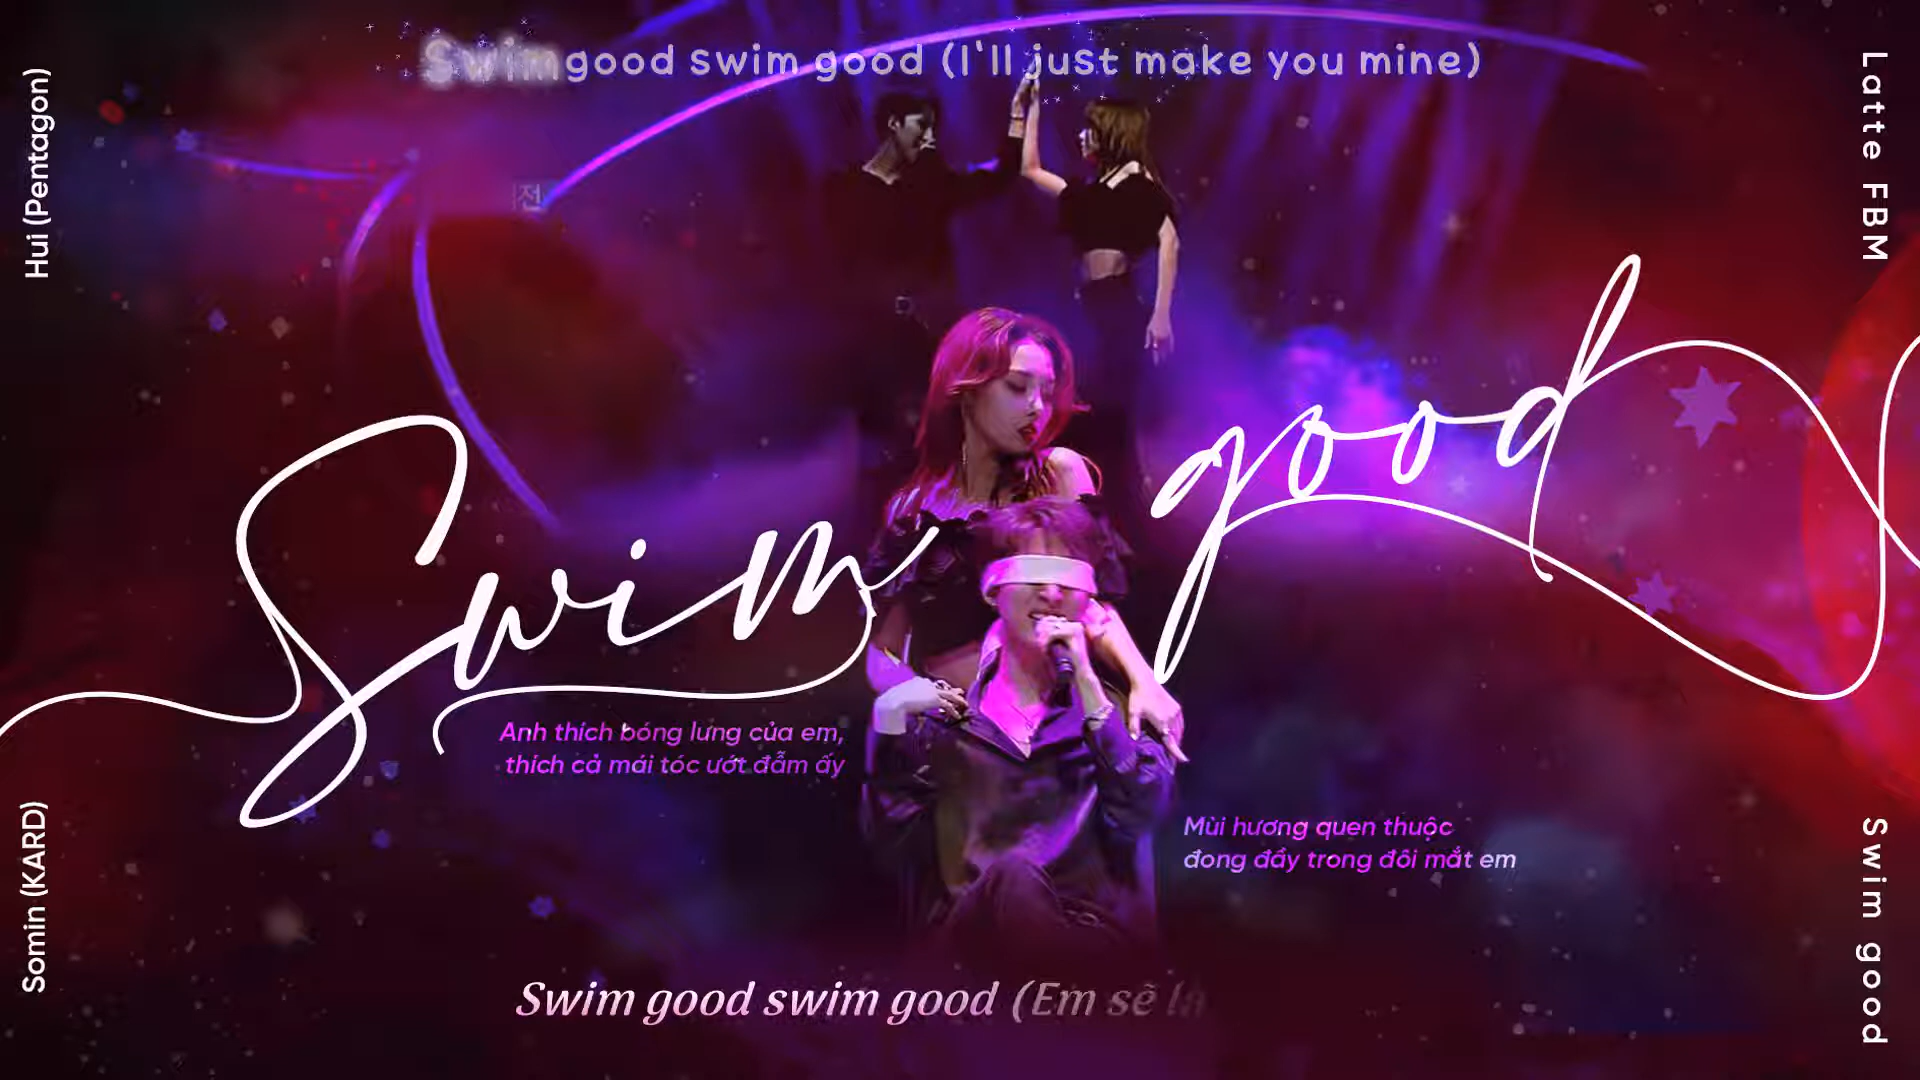 Swim good swim good (I'll just make you mine)
Hui (Pentagon)
Latte FBM
전
Swim good
Anh thích bóng lưng của em,
thích cả mái tóc ướt đẫm ấy
Mùi hương quen thuộc
đong đầy trong đôi mắt em
Somin (KARD)
Swim good
Swim good swim good (Em sẽ